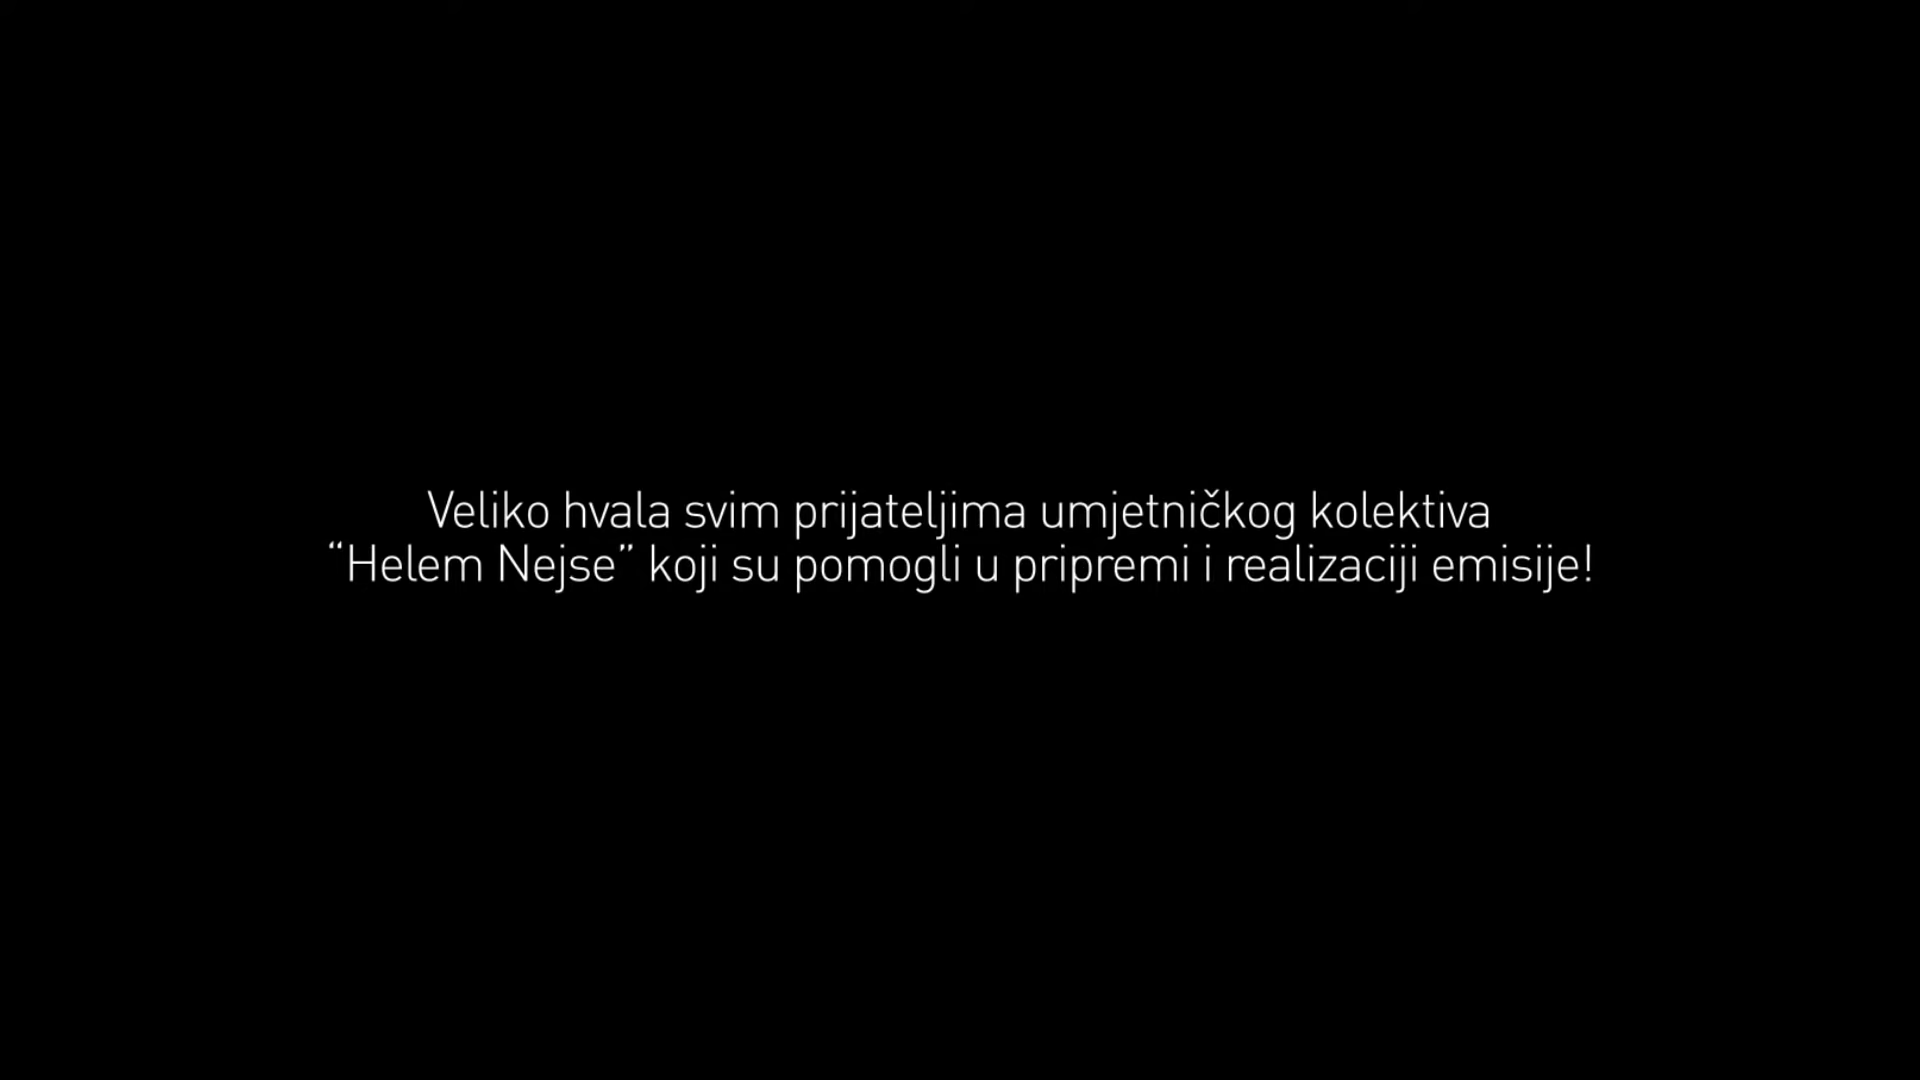 Veliko hvala svim prijateljima umjetničkog kolektiva
“Helem Nejse” koji su pomogli u pripremi i realizaciji emisije!